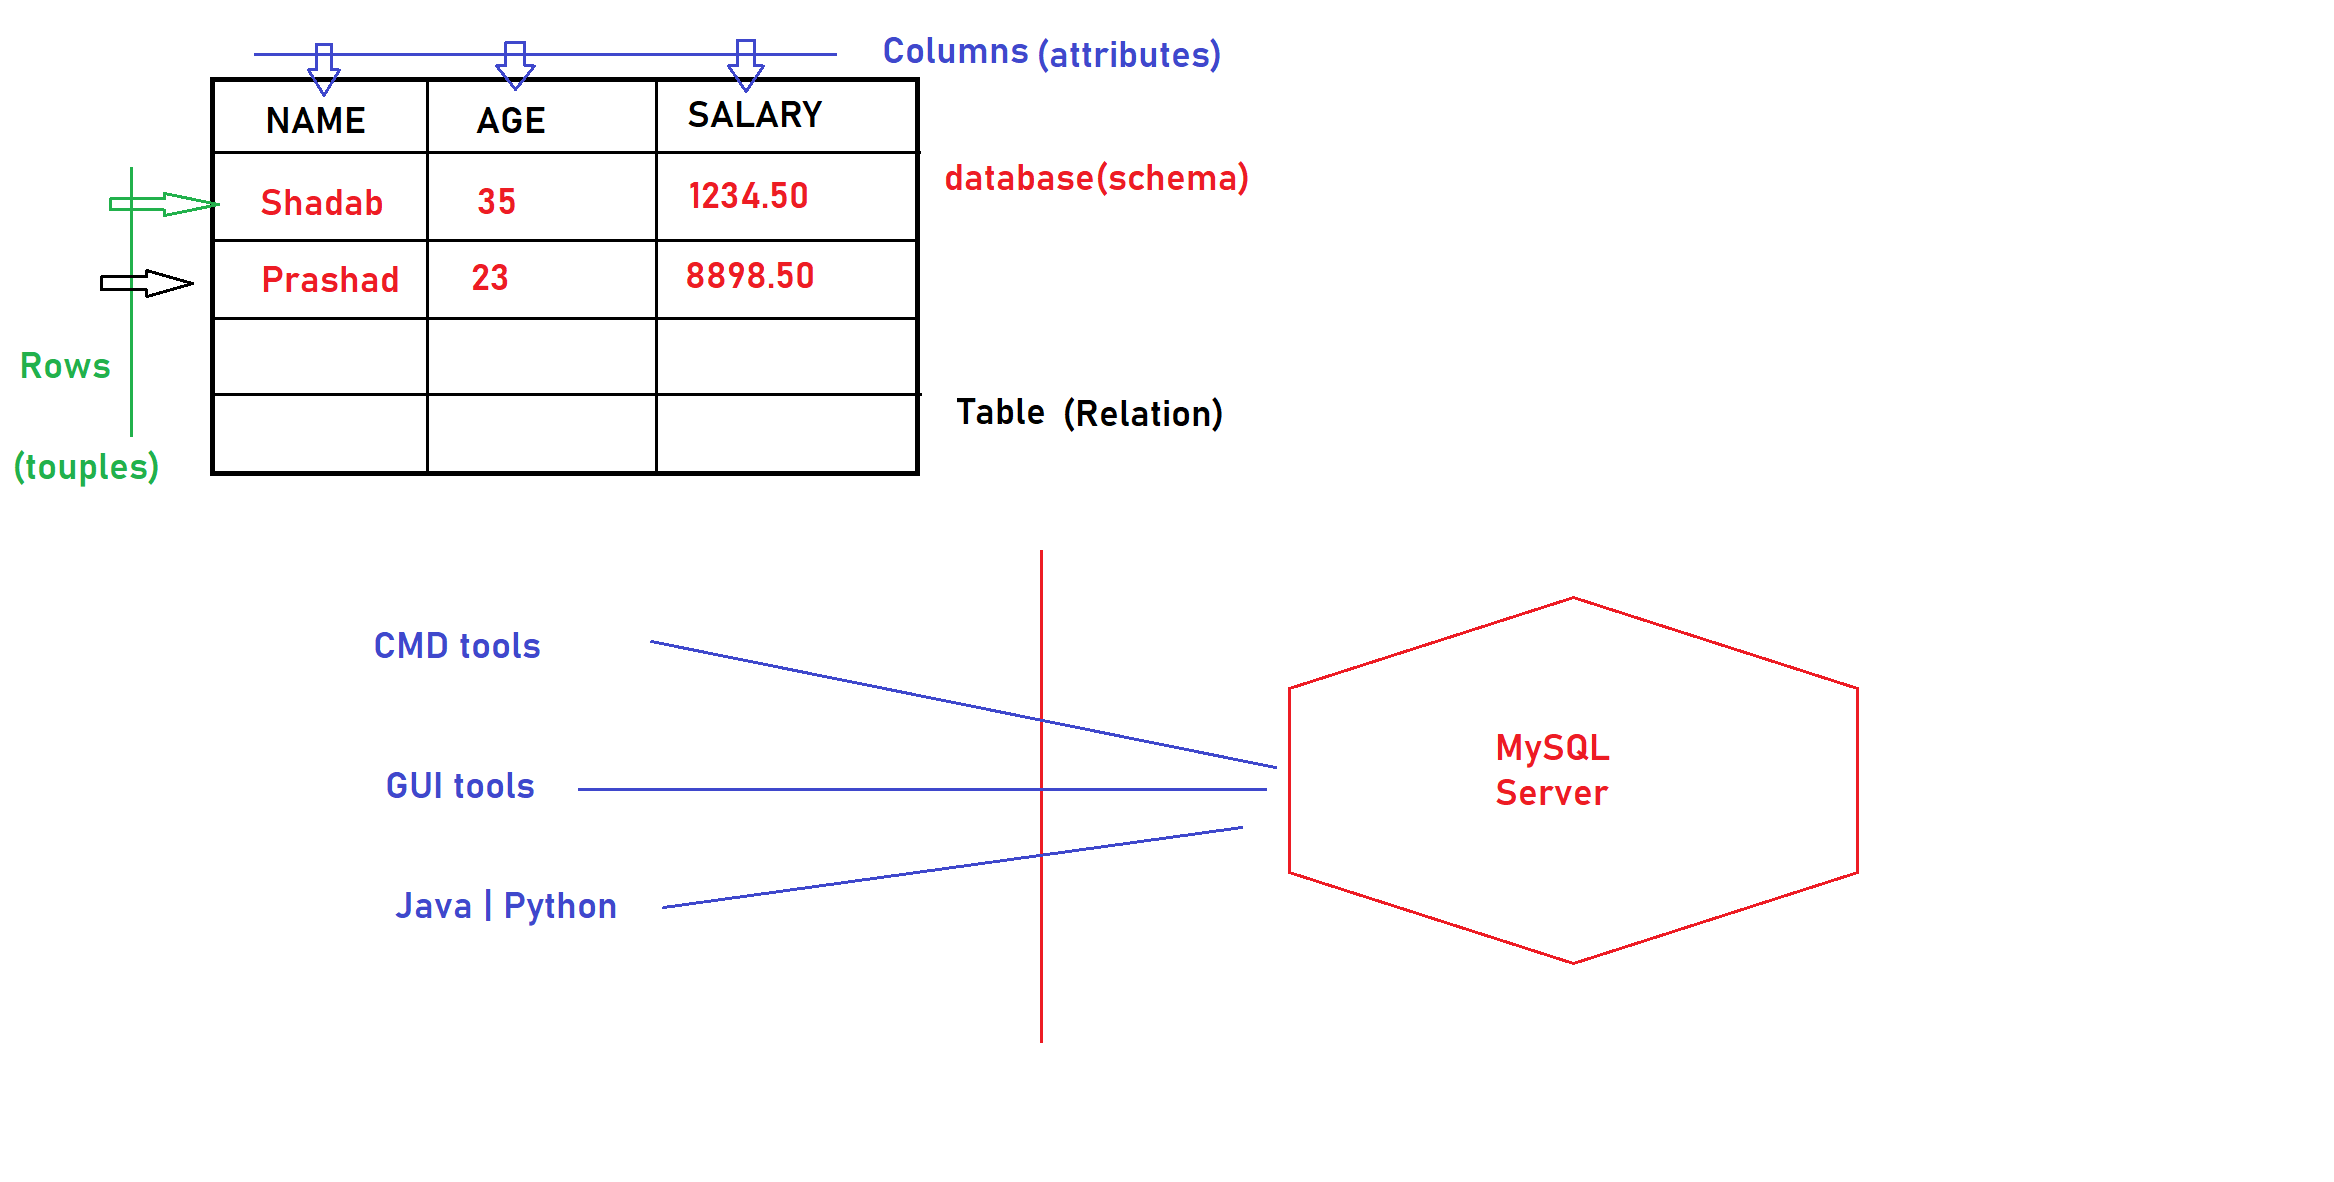 Columns (attributes)
NAME AGE SALARY
database(schema)
Shadab 35 1234.50
Prashad 23 8898.50
Rows
Table (Relation)
(touples)
CMD tools
MySQL
Server
GUI tools
Java | Python